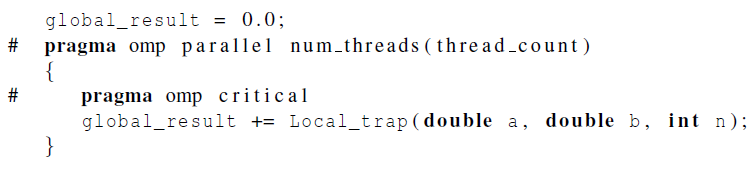 global_result = 0.0;
# pragma omp parallel num_threads(thread_count)
{
# pragma omp critical
global_result += Local_trap(double a, double b, int n);
}